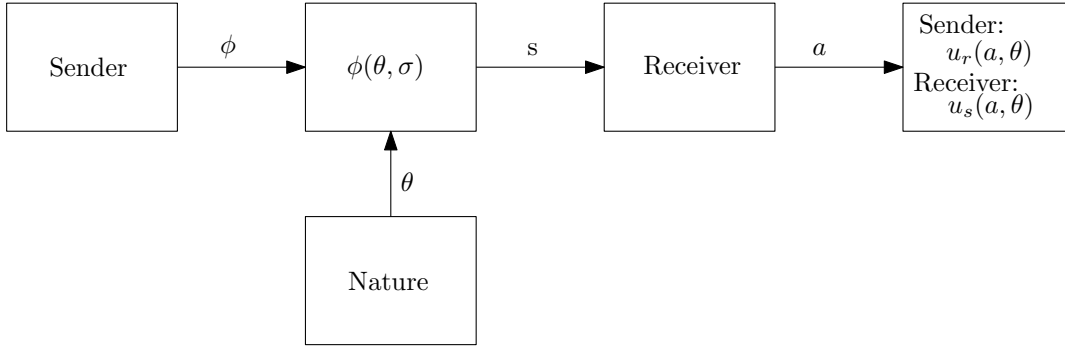 Sender
ϕ
ϕ(θ, σ)
s
Receiver
a
Sender:
u_r(a, θ)
Receiver:
u_s(a, θ)
θ
Nature